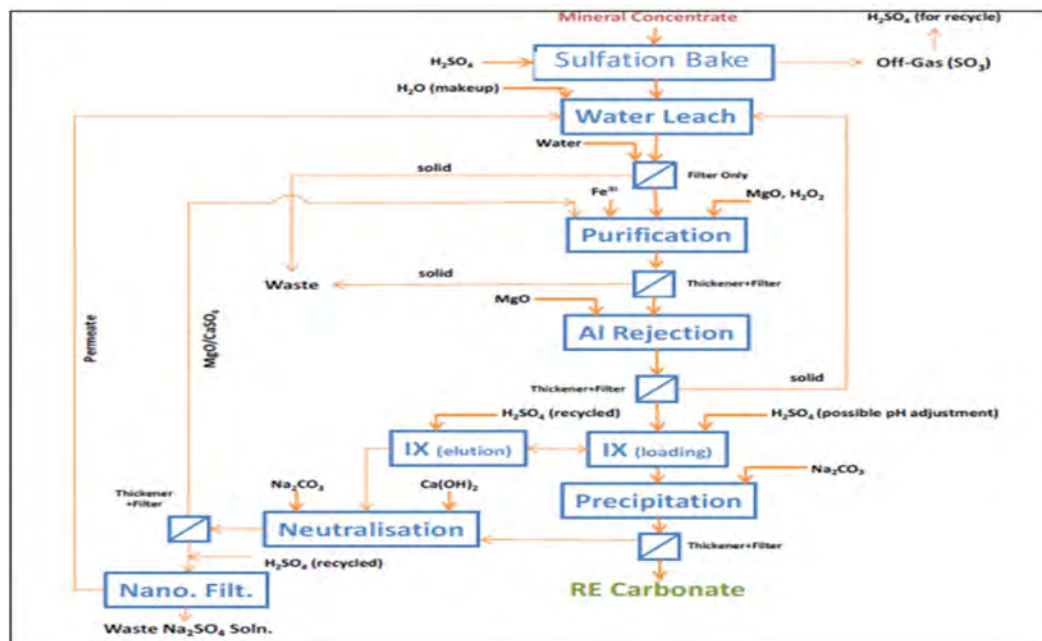 Mineral Concentrate
H₂SO₄ (for recycle)
H₂SO₄
Sulfation Bake
Off-Gas (SO₃)
H₂O (makeup)
Water Leach
Water
solid
Filter Only
Feᴵᴵᴵ
MgO, H₂O₂
Purification
Waste
solid
Thickener+Filter
MgO
Al Rejection
Permeate
MgO/CaSO₄
Thickener+Filter
solid
H₂SO₄ (recycled)
H₂SO₄ (possible pH adjustment)
IX (elution)
IX (loading)
Na₂CO₃
Na₂CO₃
Ca(OH)₂
Precipitation
Thickener
+Filter
Neutralisation
Thickener+Filter
H₂SO₄ (recycled)
Nano. Filt.
RE Carbonate
Waste Na₂SO₄ Soln.